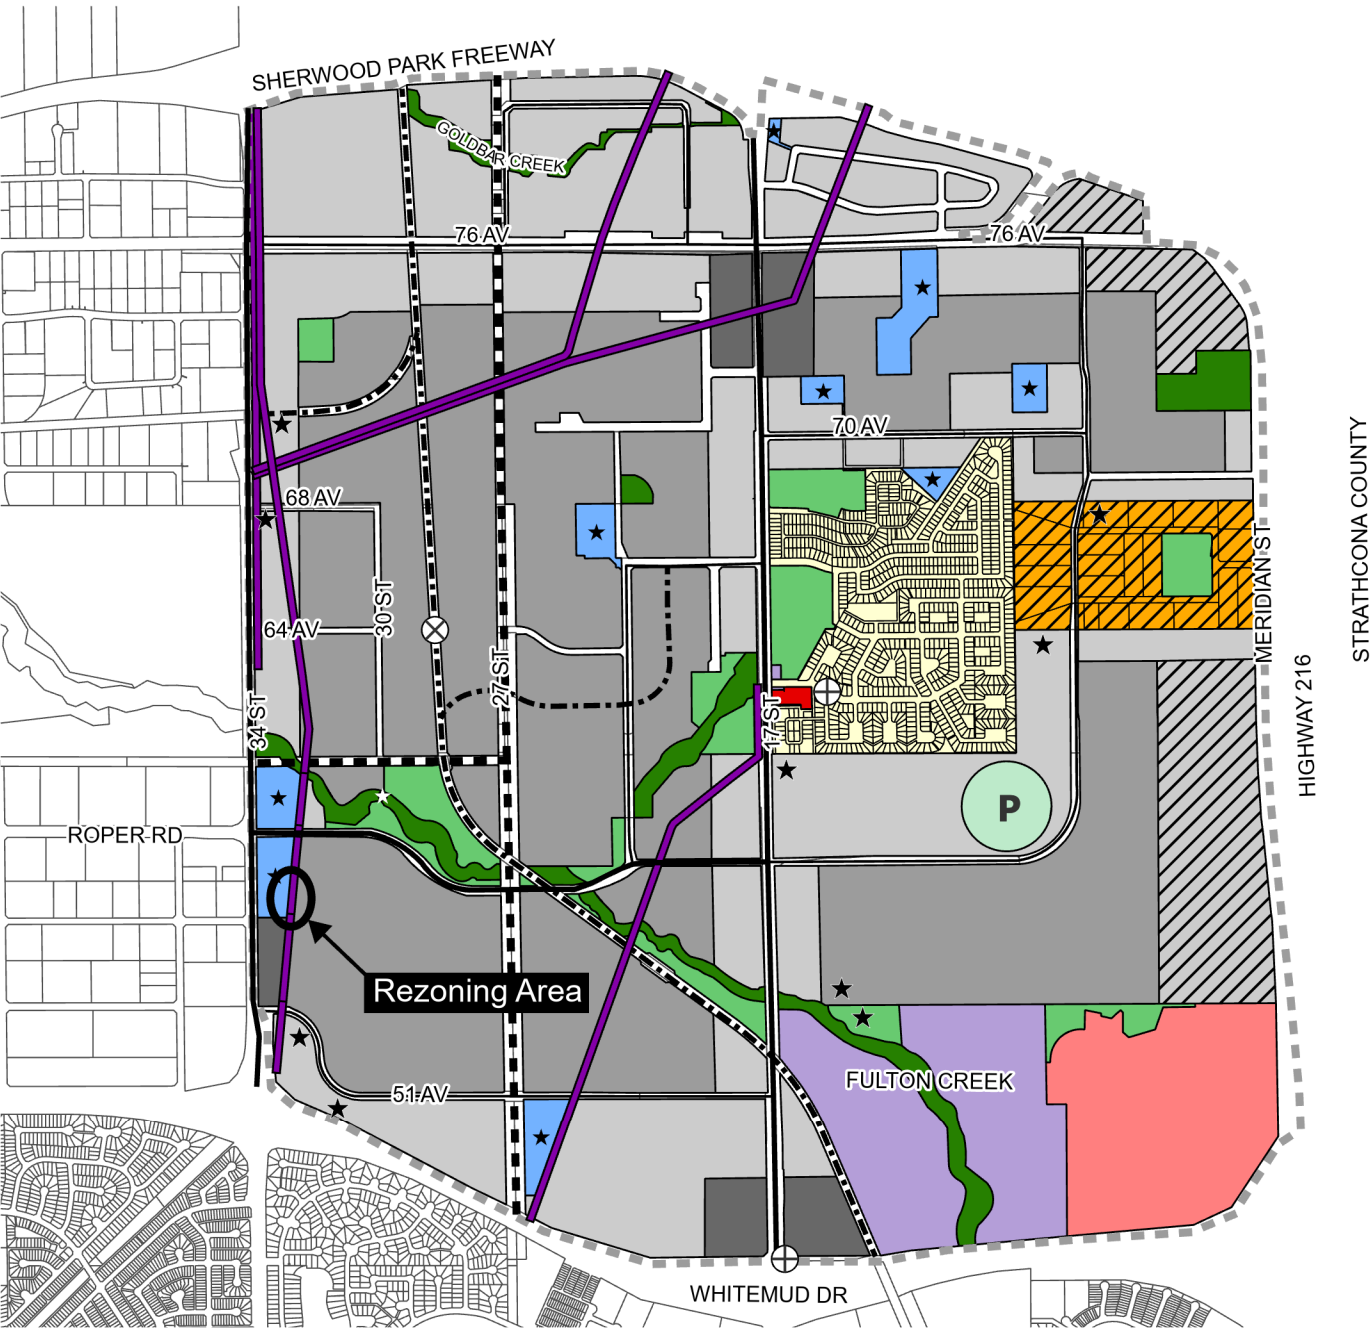 SHERWOOD PARK FREEWAY
GOLDBAR CREEK
76 AV
76 AV
70 AV
68 AV
30 ST
64 AV
27 ST
34 ST
17 ST
MERIDIAN ST
STRATHCONA COUNTY
HIGHWAY 216
P
ROPER RD
Rezoning Area
51 AV
FULTON CREEK
WHITEMUD DR